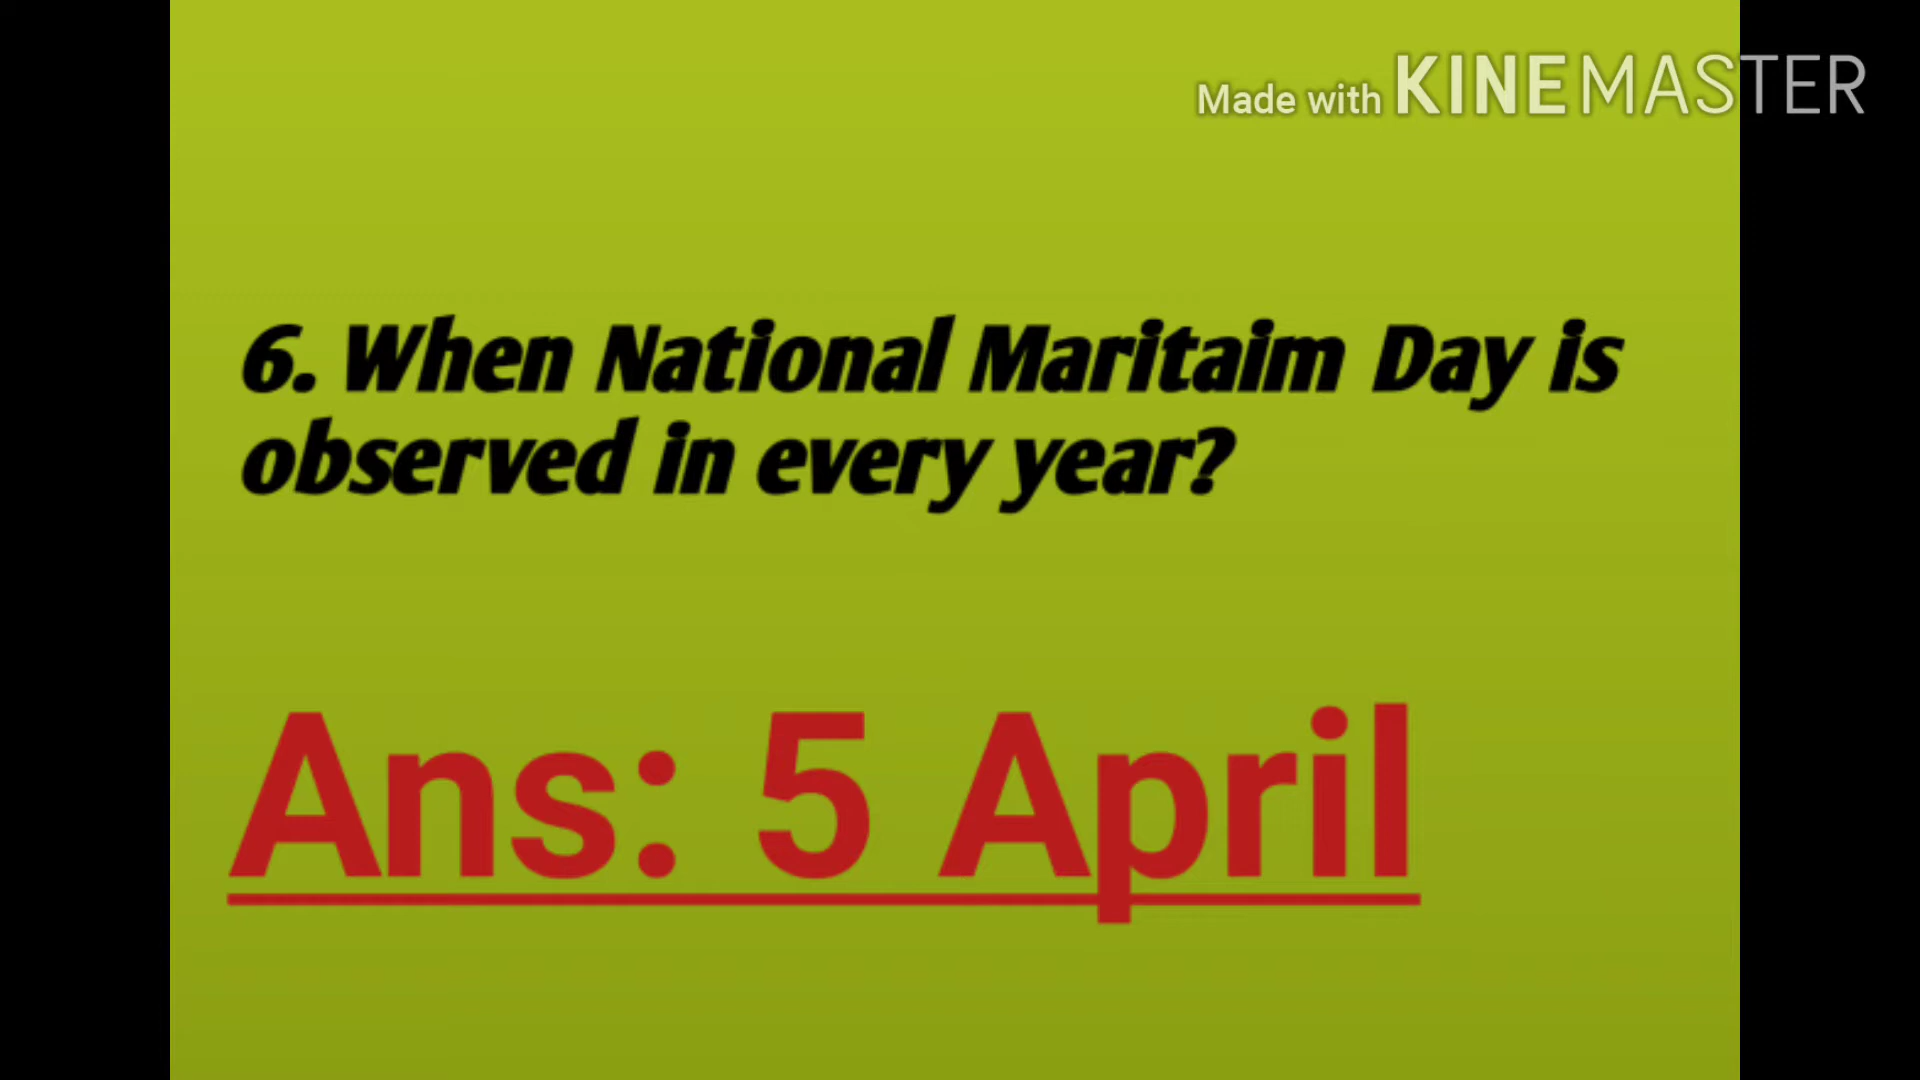 Made with KINEMASTER
6. When National Maritaim Day is
observed in every year?
Ans: 5 April